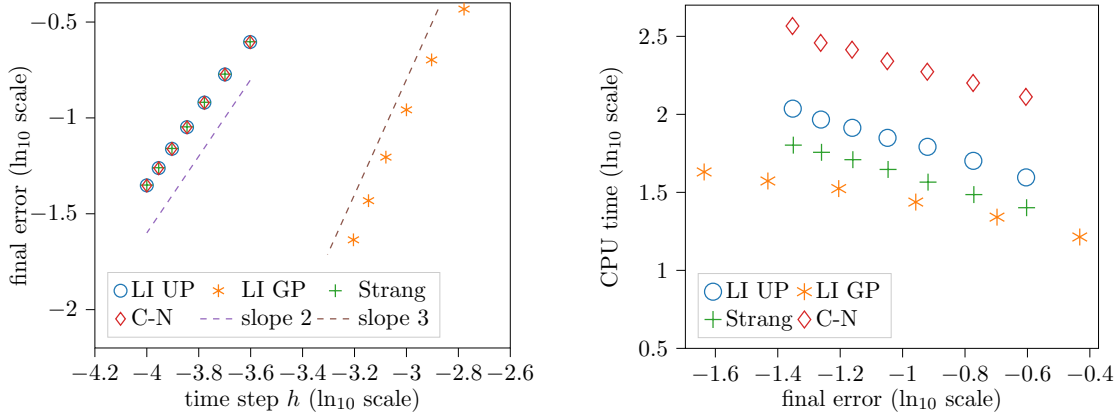 −0.5
−1
−1.5
−2
final error (ln10 scale)
LI UP LI GP Strang
C-N slope 2 slope 3
−4.2 −4 −3.8 −3.6 −3.4 −3.2 −3 −2.8 −2.6
time step h (ln10 scale)
2.5
2
1.5
1
0.5
CPU time (ln10 scale)
LI UP LI GP
Strang C-N
−1.6 −1.4 −1.2 −1 −0.8 −0.6 −0.4
final error (ln10 scale)